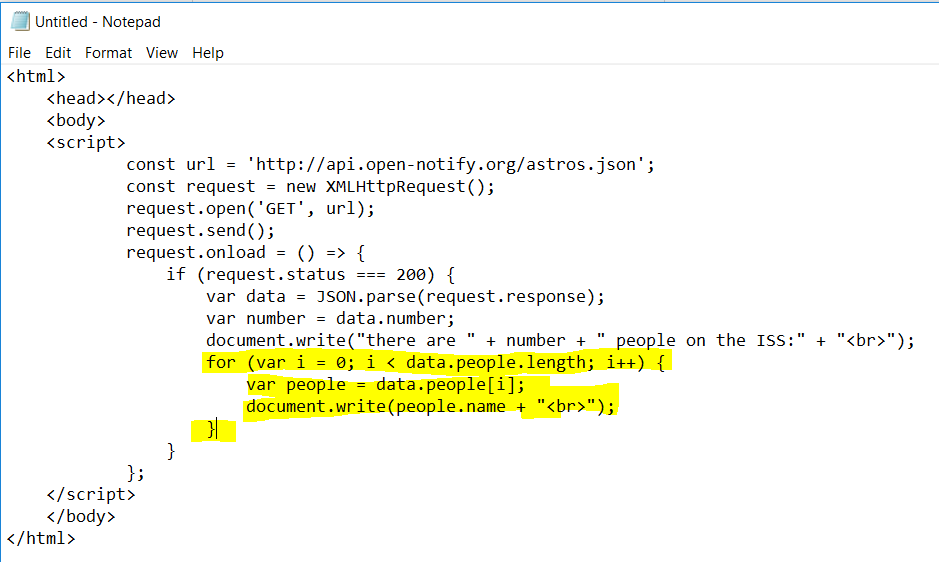 Untitled - Notepad
File Edit Format View Help
<html>
    <head></head>
    <body>
    <script>
            const url = 'http://api.open-notify.org/astros.json';
            const request = new XMLHttpRequest();
            request.open('GET', url);
            request.send();
            request.onload = () => {
                if (request.status === 200) {
                    var data = JSON.parse(request.response);
                    var number = data.number;
                    document.write("there are " + number + " people on the ISS:" + "<br>");
                    for (var i = 0; i < data.people.length; i++) {
                        var people = data.people[i];
                        document.write(people.name + "<br>");
                    }
                }
            };
    </script>
    </body>
</html>